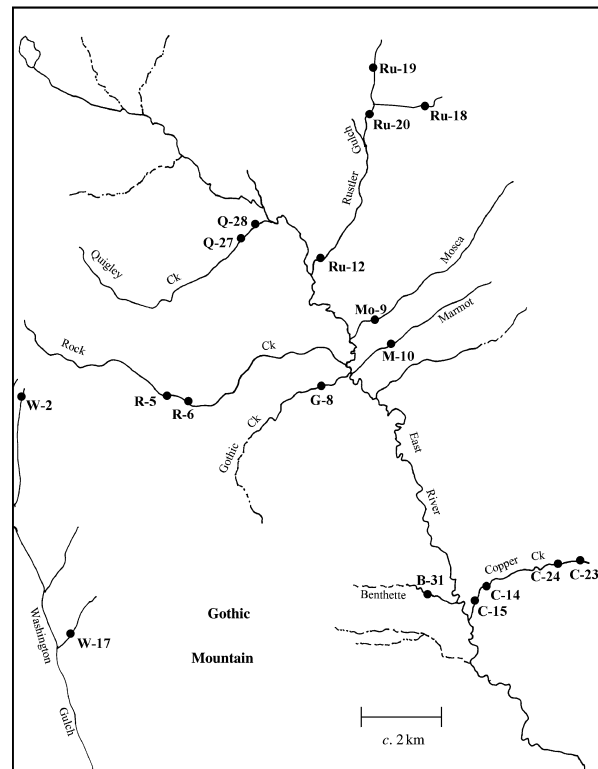 Ru-19
Ru-18
Ru-20
Rustler Gulch
Q-28
Q-27
Quigley Ck
Ru-12
Mosca
Mo-9
Marmot
M-10
Rock Ck
R-5
R-6
G-8
W-2
Gothic Ck
East River
Copper Ck
C-24
C-23
B-31
Benthette
C-14
C-15
Gothic
Mountain
W-17
Washington Gulch
c. 2 km